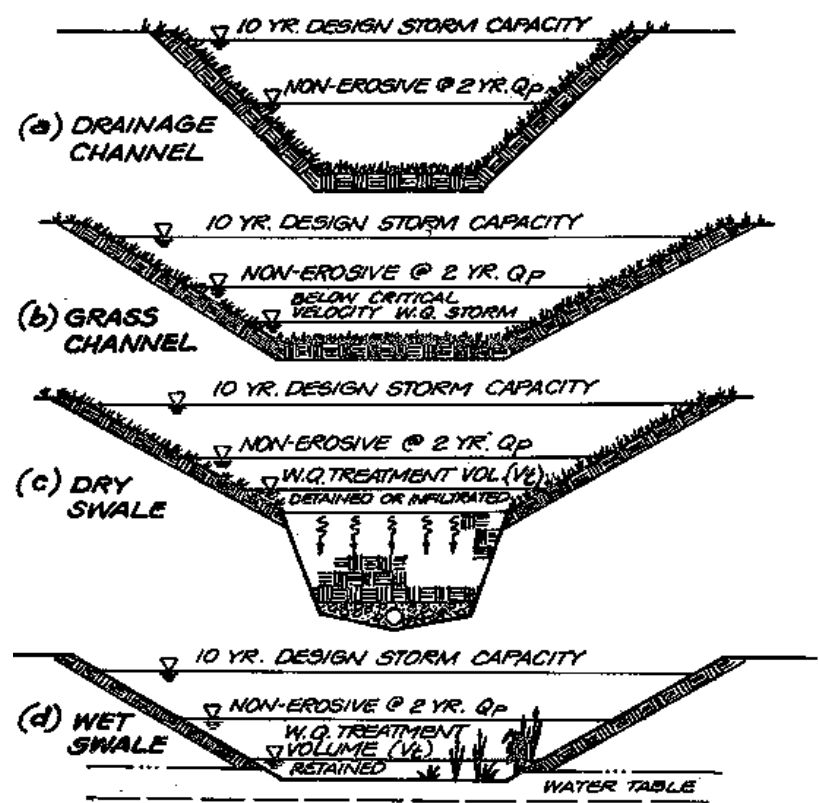 10 YR. DESIGN STORM CAPACITY
NON-EROSIVE @ 2 YR. Qp
(a) DRAINAGE
CHANNEL
10 YR. DESIGN STORM CAPACITY
NON-EROSIVE @ 2 YR. Qp
BELOW CRITICAL
VELOCITY W.Q. STORM
(b) GRASS
CHANNEL
10 YR. DESIGN STORM CAPACITY
NON-EROSIVE @ 2 YR. Qp
W.Q. TREATMENT VOL. (Vt)
DETAINED OR INFILTRATED
(c) DRY
SWALE
10 YR. DESIGN STORM CAPACITY
NON-EROSIVE @ 2 YR. Qp
W.Q. TREATMENT
VOLUME (Vt)
RETAINED
(d) WET
SWALE
WATER TABLE